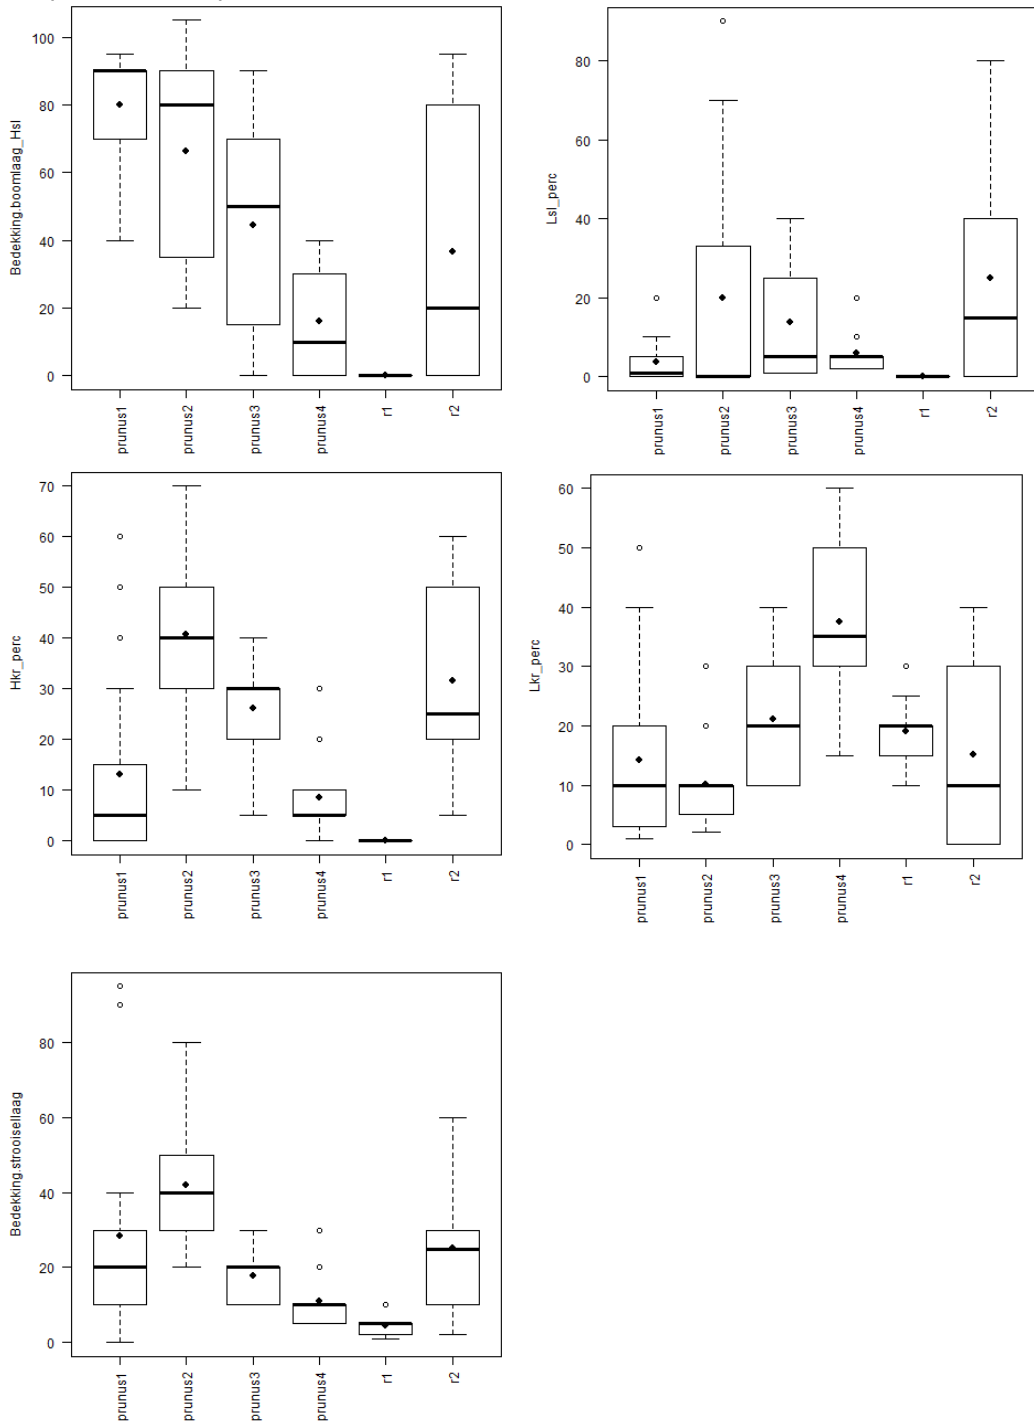 Bedekking.boomlaag_Hsl
100
80
60
40
20
0
prunus1
prunus2
prunus3
prunus4
r1
r2
Lsl_perc
80
60
40
20
0
prunus1
prunus2
prunus3
prunus4
r1
r2
Hkr_perc
70
60
50
40
30
20
10
0
prunus1
prunus2
prunus3
prunus4
r1
r2
Lkr_perc
60
50
40
30
20
10
0
prunus1
prunus2
prunus3
prunus4
r1
r2
Bedekking.strooisellaag
80
60
40
20
0
prunus1
prunus2
prunus3
prunus4
r1
r2